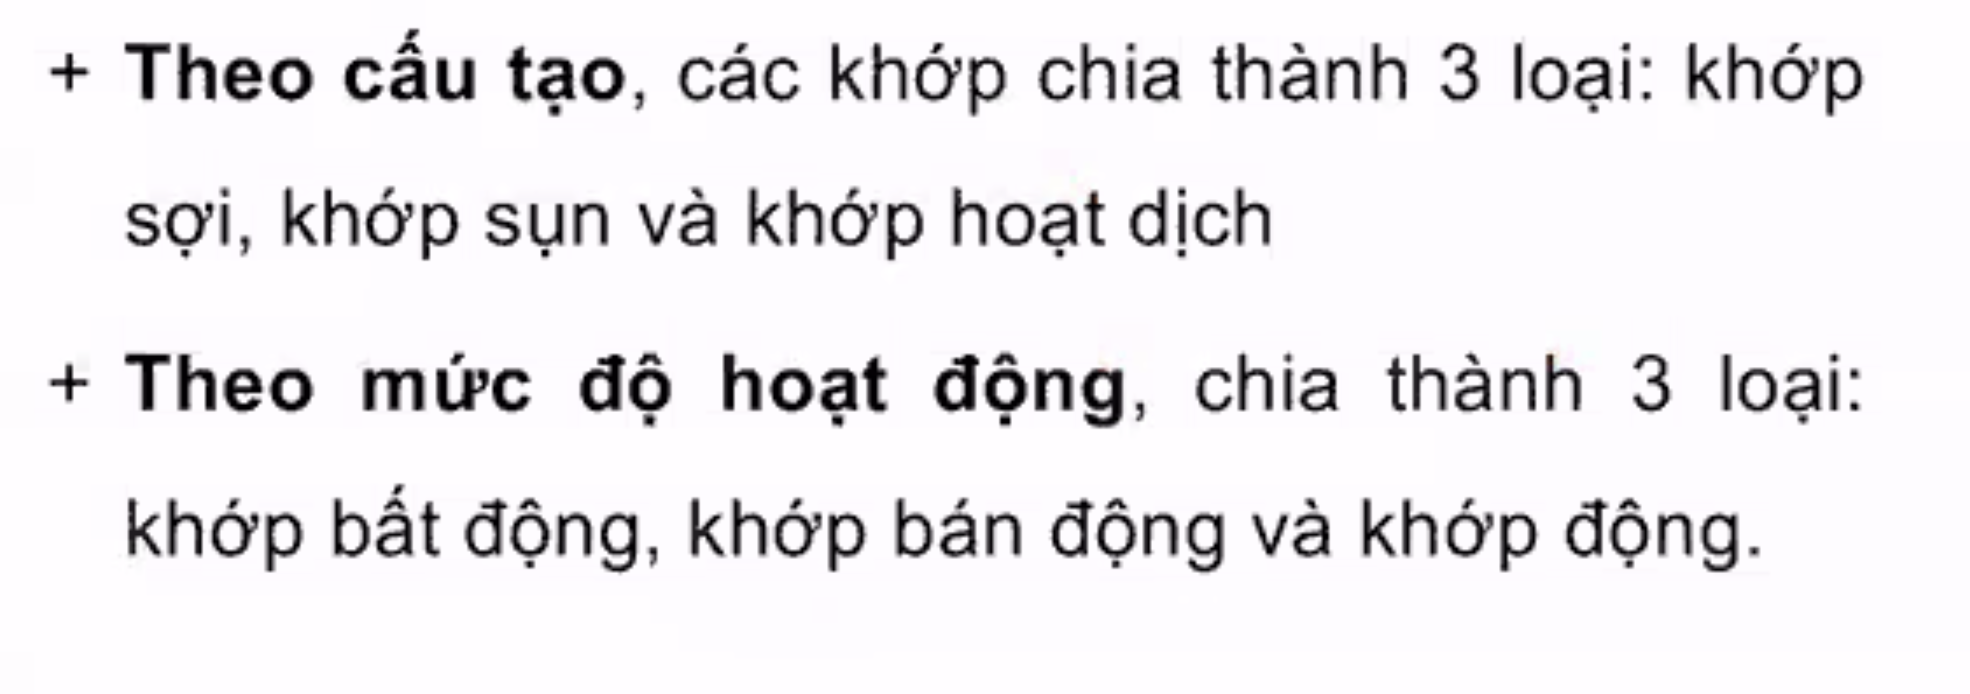 + Theo cấu tạo, các khớp chia thành 3 loại: khớp
sợi, khớp sụn và khớp hoạt dịch
+ Theo mức độ hoạt động, chia thành 3 loại:
khớp bất động, khớp bán động và khớp động.